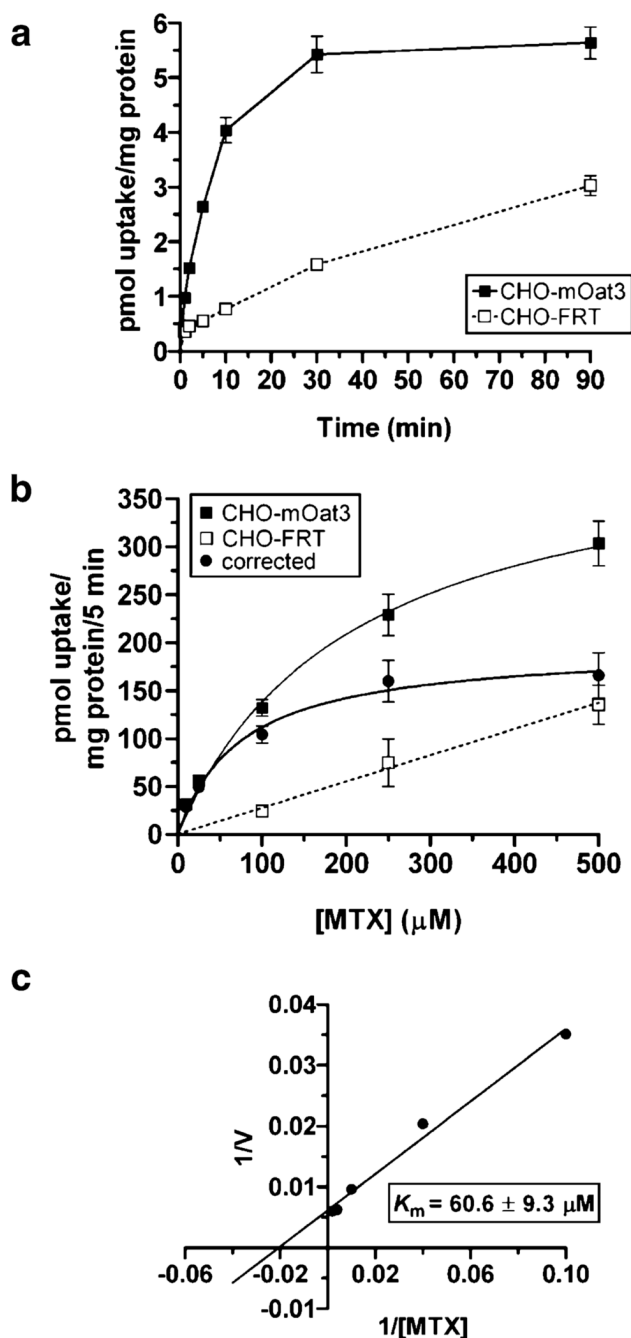 a
pmol uptake/mg protein
6
5
4
3
2
1
0
CHO-mOat3
CHO-FRT
0 10 20 30 40 50 60 70 80 90
Time (min)
b
pmol uptake/
mg protein/5 min
350
300
250
200
150
100
50
0
CHO-mOat3
CHO-FRT
corrected
0 100 200 300 400 500
[MTX] (μM)
c
1/V
0.04
0.03
0.02
0.01
-0.01
Km = 60.6 ± 9.3 μM
-0.06 -0.02 0.02 0.06 0.10
1/[MTX]